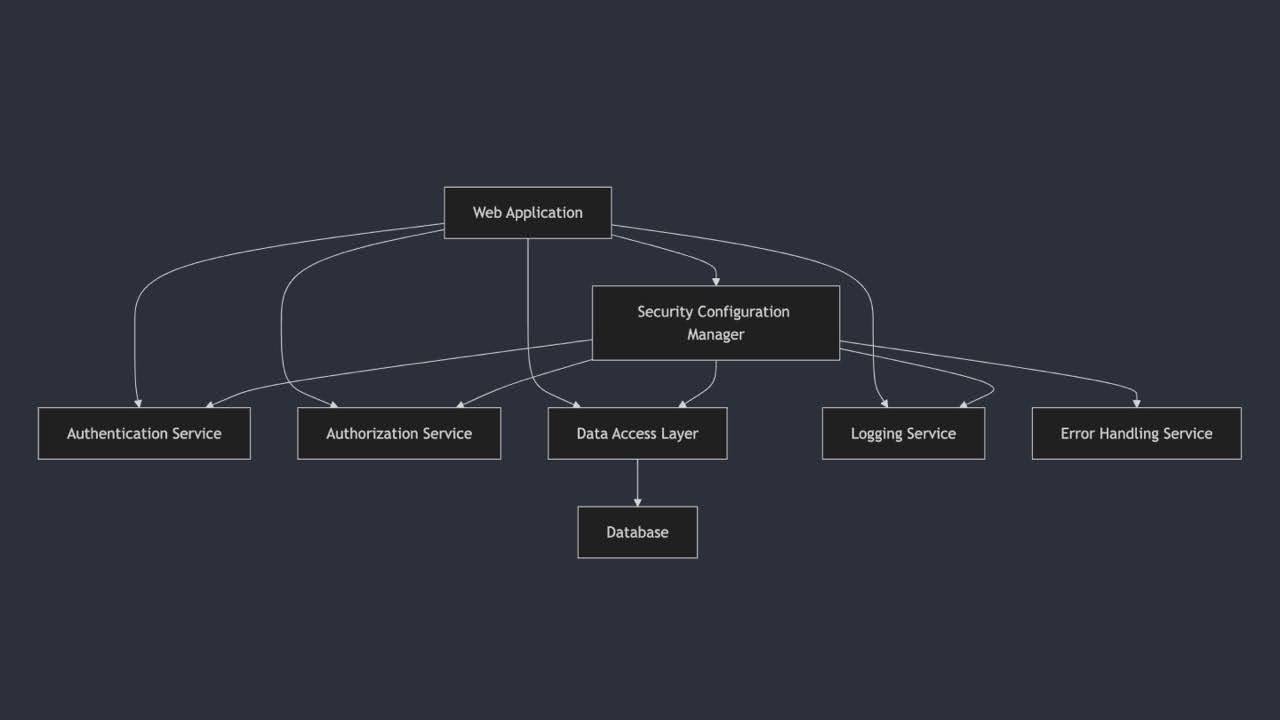 Web Application
Security Configuration
Manager
Authentication Service
Authorization Service
Data Access Layer
Logging Service
Error Handling Service
Database